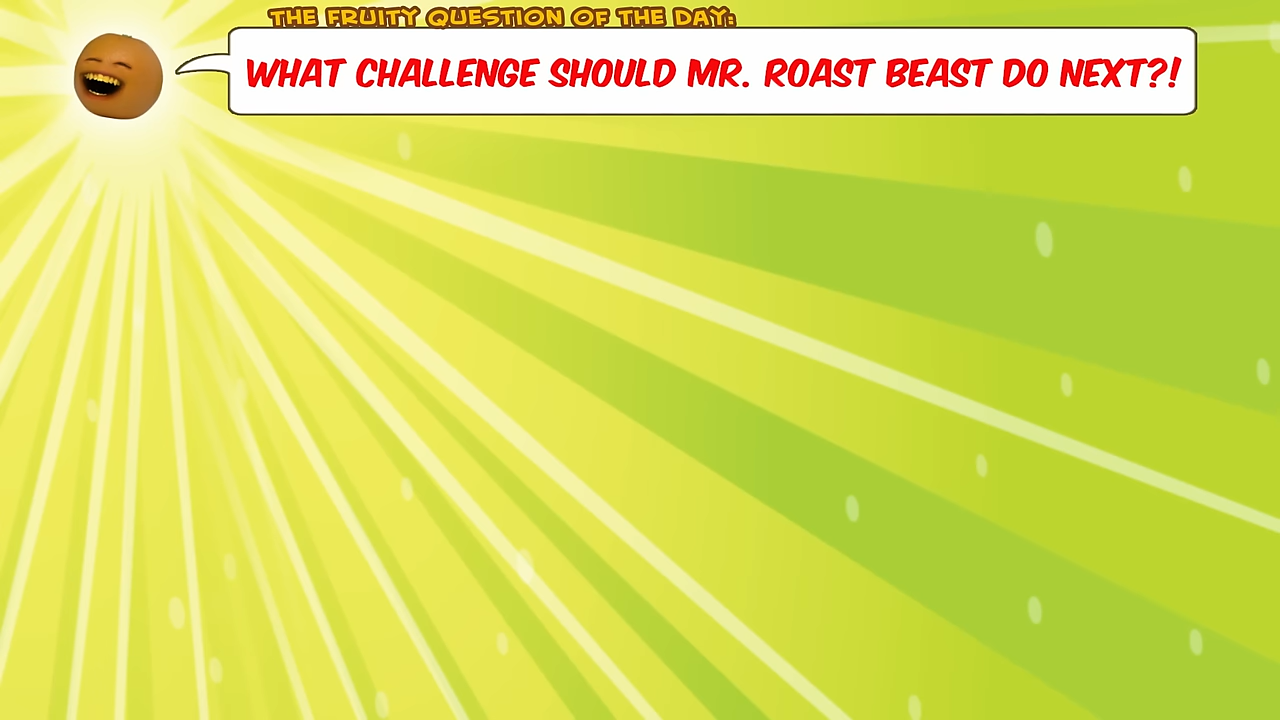 THE FRUITY QUESTION OF THE DAY:
WHAT CHALLENGE SHOULD MR. ROAST BEAST DO NEXT?!